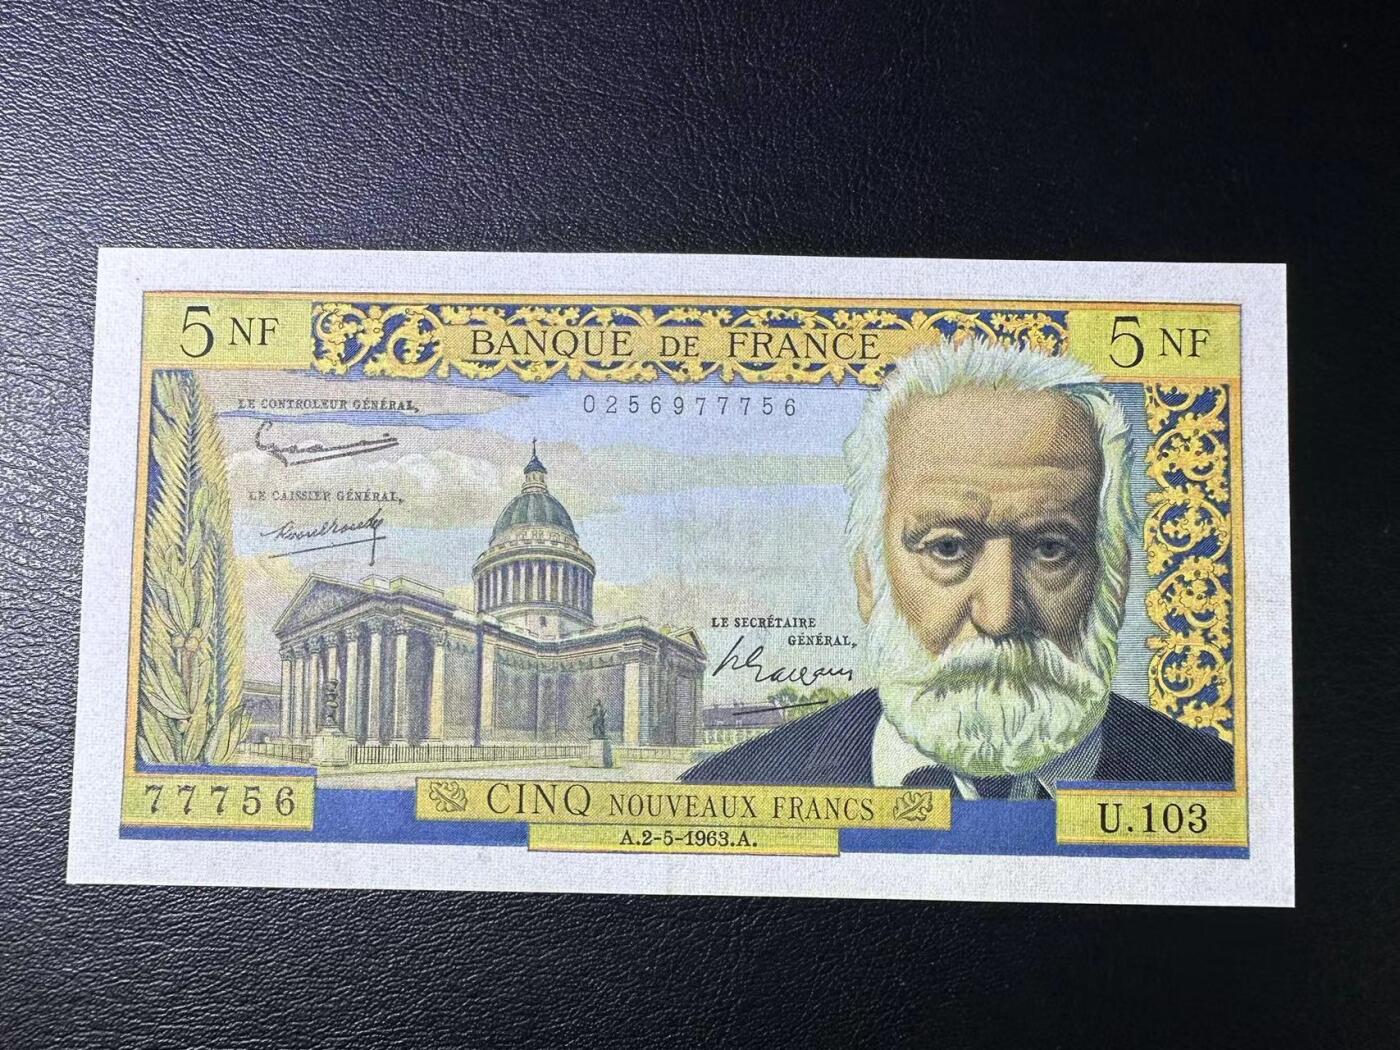 5 NF
BANQUE DE FRANCE
5 NF
LE CONTROLEUR GÉNÉRAL,
0256977756
LE CAISSIER GÉNÉRAL,
LE SECRÉTAIRE
GÉNÉRAL,
77756
CINQ NOUVEAUX FRANCS
U.103
A.2-5-1963.A.